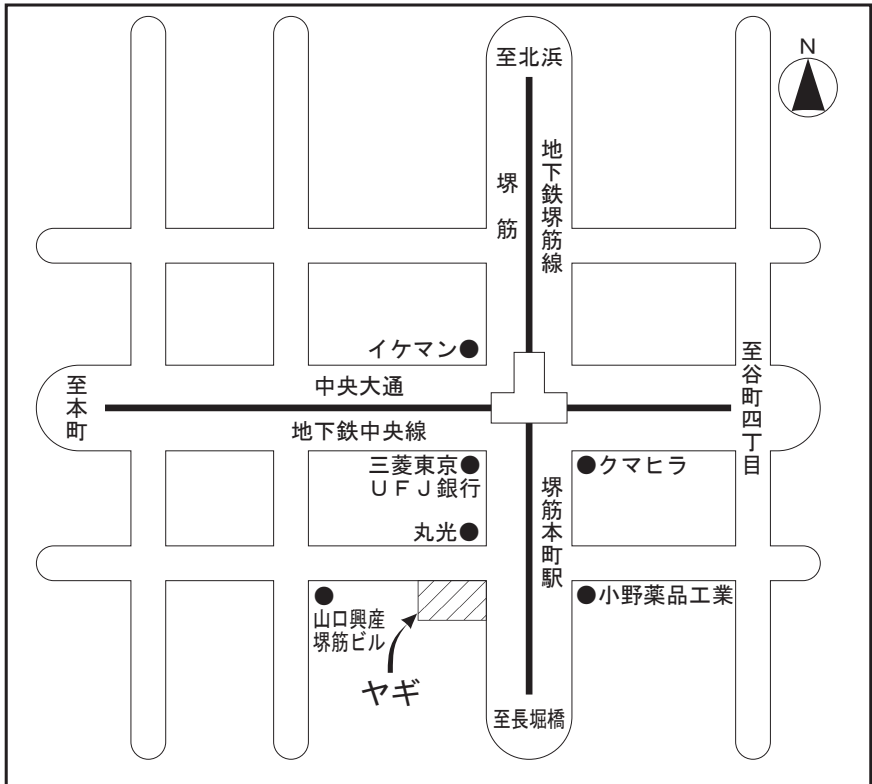 至北浜
N
堺筋
地下鉄堺筋線
イケマン
至本町
中央大通
地下鉄中央線
至谷町四丁目
三菱東京
ＵＦＪ銀行
クマヒラ
丸光
堺筋本町駅
山口興産
堺筋ビル
小野薬品工業
ヤギ
至長堀橋